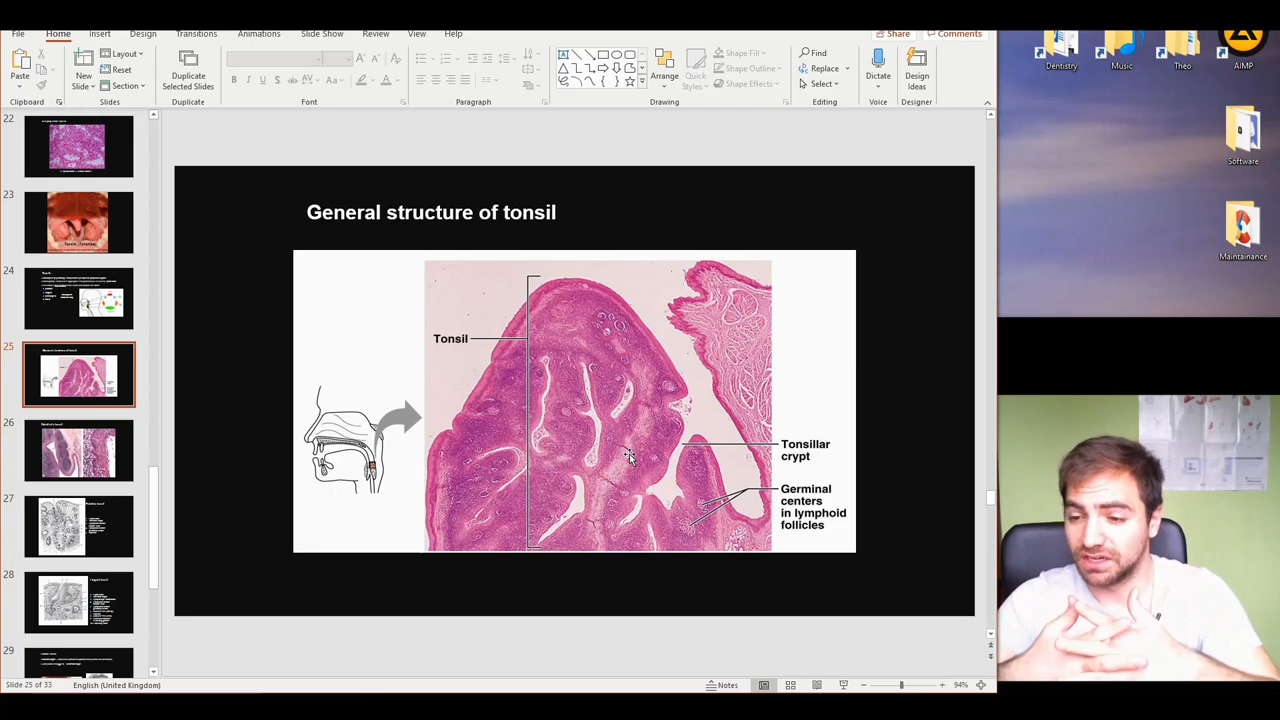 File Home Insert Design Transitions Animations Slide Show Review View Help Share Comments
Paste
New
Slide
Layout
Reset
Section
Duplicate
Selected Slides
Arrange
Quick
Styles
Shape Fill
Shape Outline
Shape Effects
Find
Replace
Select
Dictate
Design
Ideas
Clipboard Slides Duplicate Font Paragraph Drawing Editing Voice Designer
22
23
24
25
26
27
28
29
General structure of tonsil
Tonsil
Tonsillar
crypt
Germinal
centers
in lymphoid
follicles
Slide 25 of 33 English (United Kingdom) Notes 94%
Dentistry Music Theo AIMP
Software
Maintainance